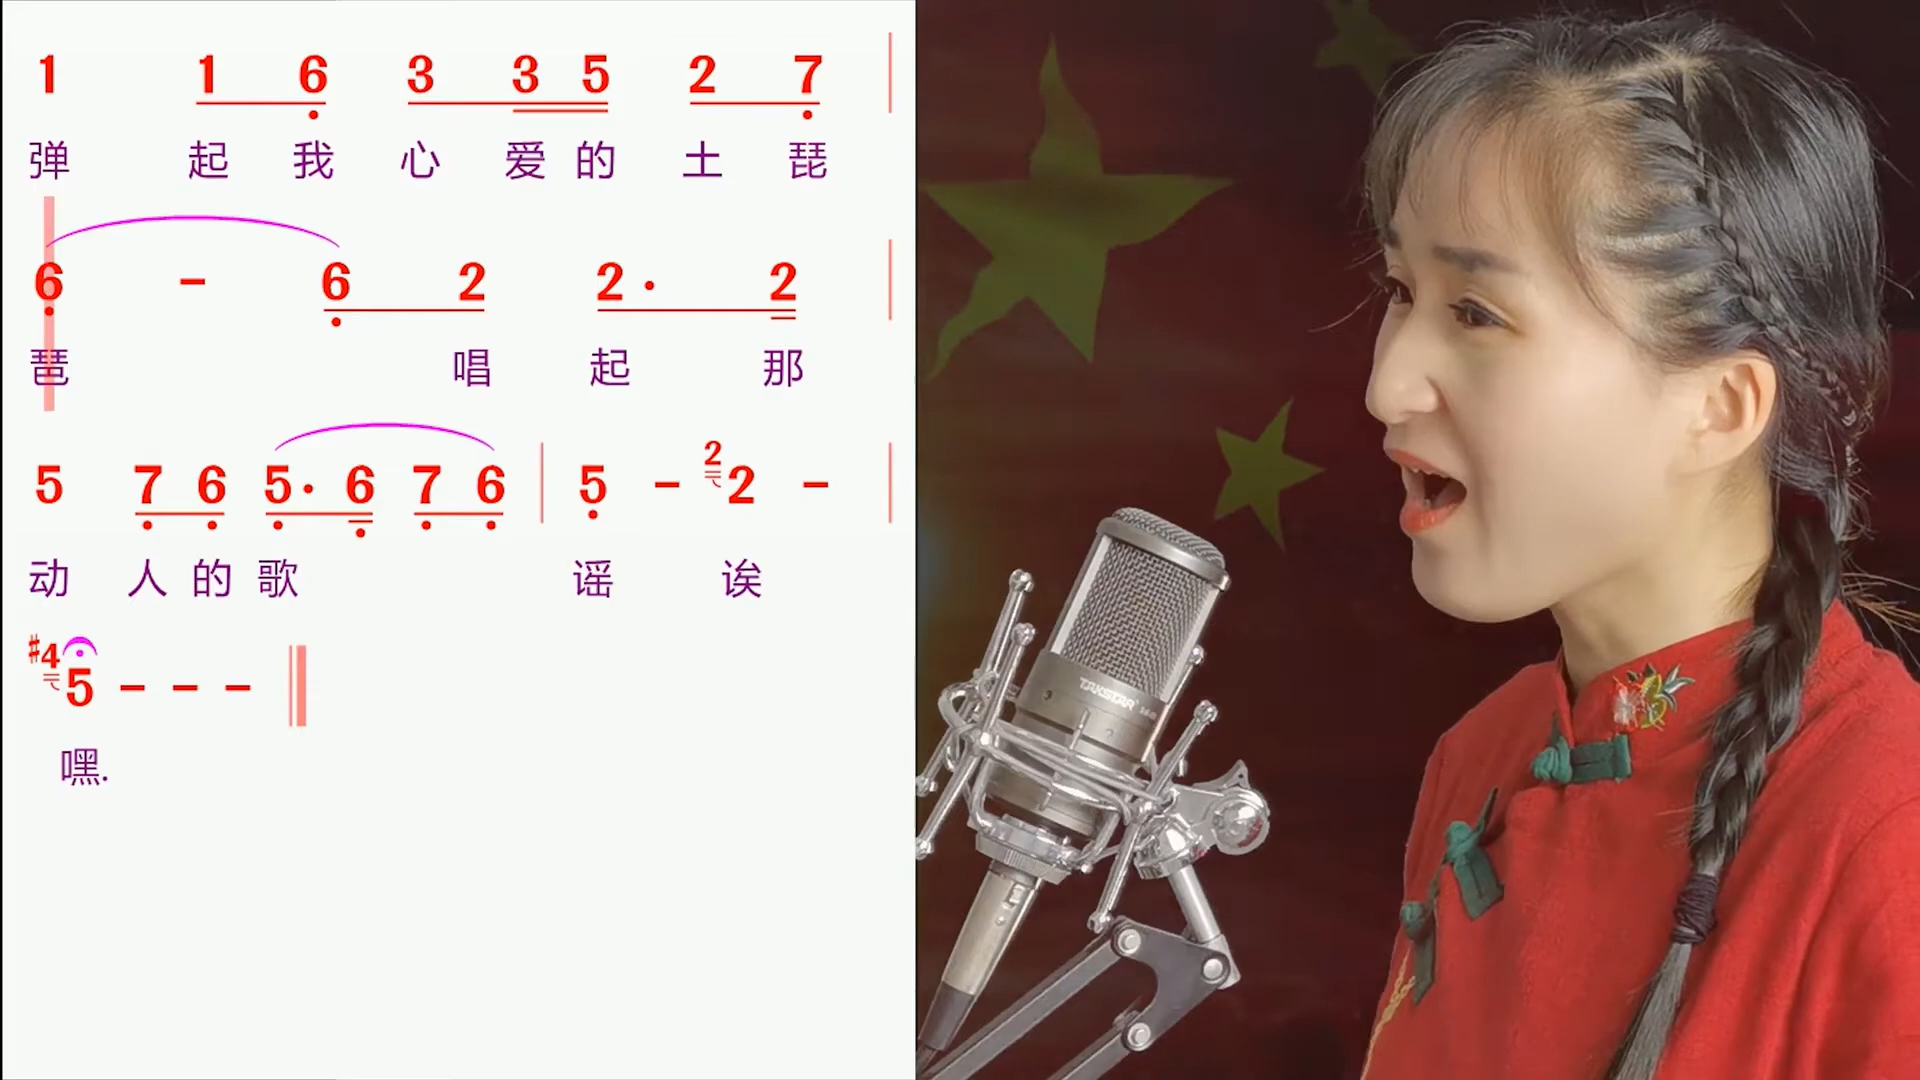 1 1 6 3 3 5 2 7
弹 起 我 心 爱 的 土 琵
6 - 6 2 2 · 2
琶 唱 起 那
5 7 6 5 · 6 7 6 5 - 2 2 -
动 人 的 歌 谣 诶
#4 5 - - -
嘿.
TAKSTAR